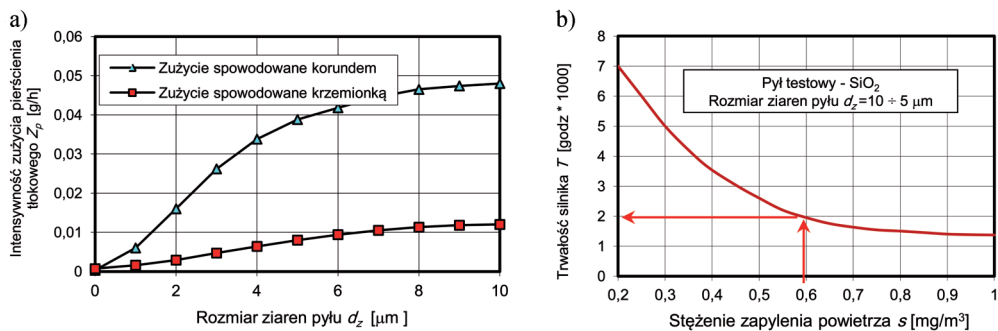 a)
Intensywność zużycia pierścienia
tłokowego Zp [g/h]
0,06
0,05
0,04
0,03
0,02
0,01
0
Zużycie spowodowane korundem
Zużycie spowodowane krzemionką
0 2 4 6 8 10
Rozmiar ziaren pyłu dz [μm ]
b)
Trwałość silnika T [godz * 1000]
8
7
6
5
4
3
2
1
0
Pył testowy - SiO2
Rozmiar ziaren pyłu dz=10 ÷ 5 μm
0,2 0,3 0,4 0,5 0,6 0,7 0,8 0,9 1
Stężenie zapylenia powietrza s [mg/m³]